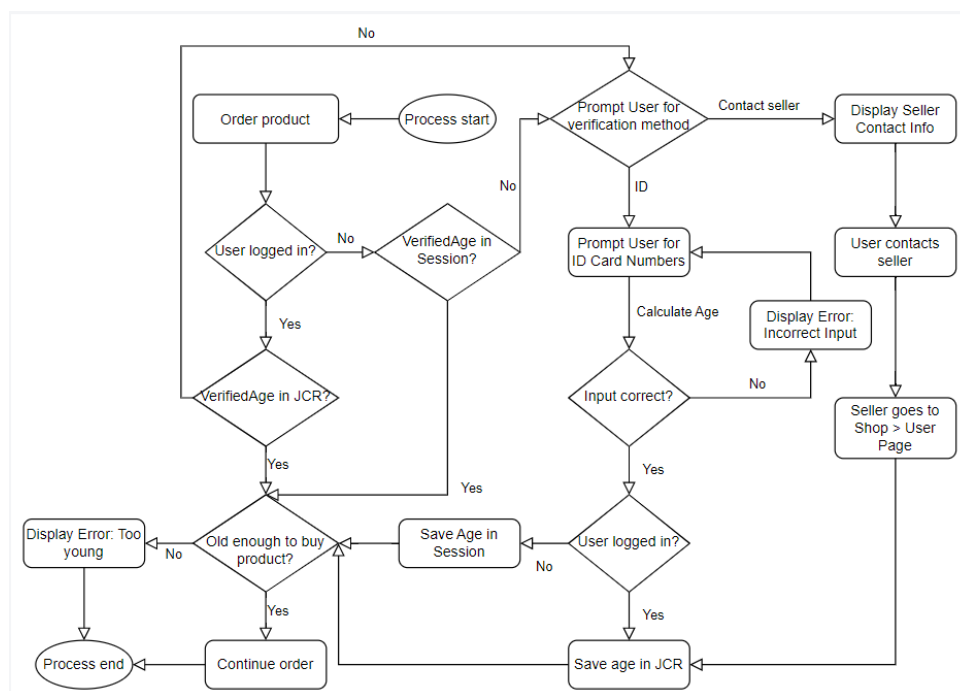 No
Order product
Process start
Prompt User for
verification method
Contact seller
Display Seller
Contact Info
No
ID
User logged in?
No
VerifiedAge in
Session?
Prompt User for
ID Card Numbers
User contacts
seller
Yes
Calculate Age
Display Error:
Incorrect Input
VerifiedAge in JCR?
Input correct?
No
Seller goes to
Shop > User
Page
Yes
Yes
Yes
Display Error: Too
young
No
Old enough to buy
product?
Save Age in
Session
No
User logged in?
Yes
Yes
Process end
Continue order
Save age in JCR